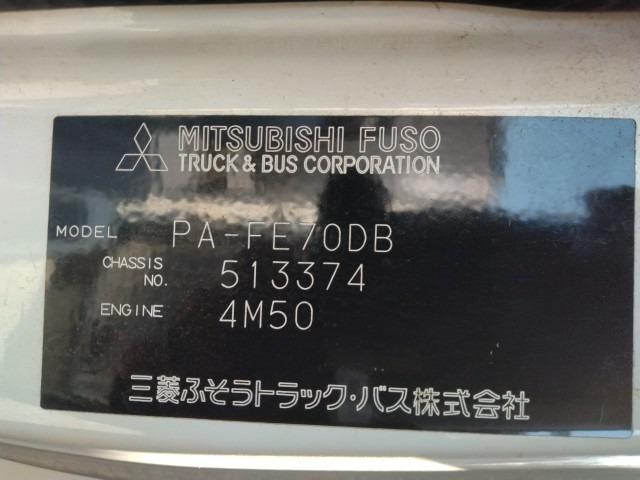 MITSUBISHI FUSO
TRUCK & BUS CORPORATION
MODEL PA-FE70DB
CHASSIS NO. 513374
ENGINE 4M50
三菱ふそうトラック・バス株式会社